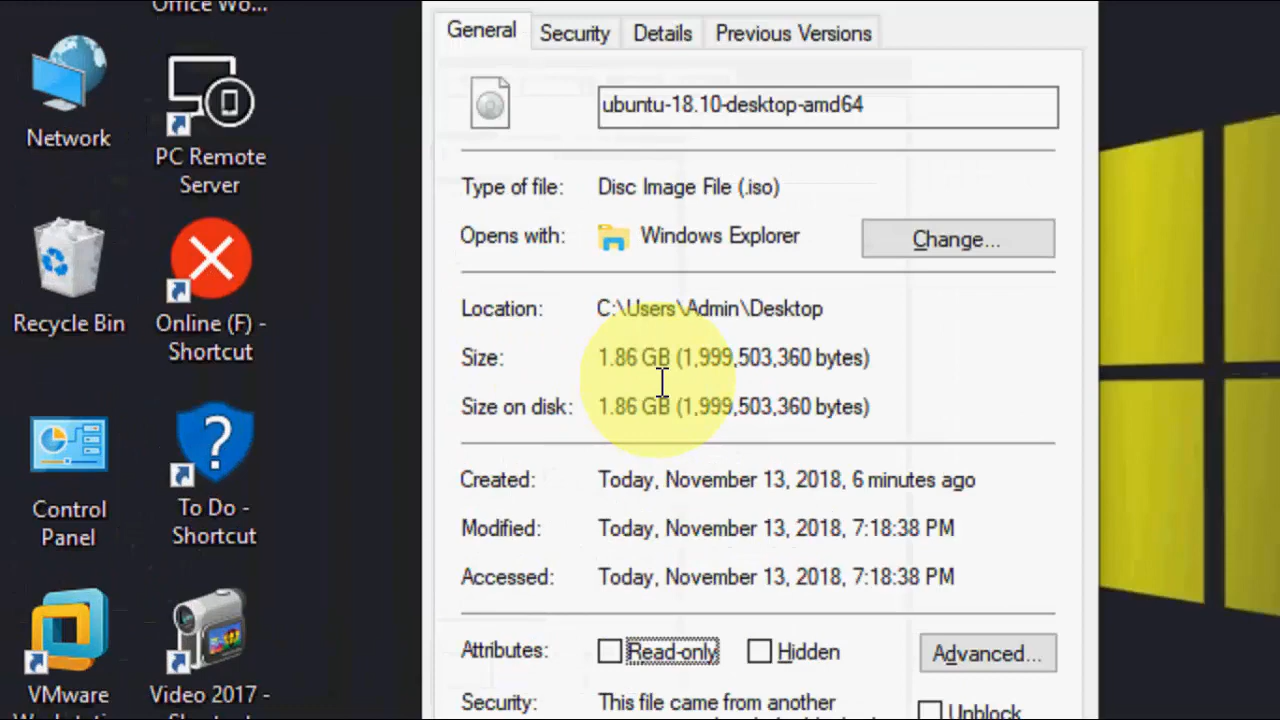 Office Wo...
Network
PC Remote
Server
Recycle Bin
Online (F) -
Shortcut
Control
Panel
To Do -
Shortcut
VMware
Workstati...
Video 2017 -
Shortcut
General
Security
Details
Previous Versions
ubuntu-18.10-desktop-amd64
Type of file: Disc Image File (.iso)
Opens with: Windows Explorer
Change...
Location: C:\Users\Admin\Desktop
Size: 1.86 GB (1,999,503,360 bytes)
Size on disk: 1.86 GB (1,999,503,360 bytes)
Created: Today, November 13, 2018, 6 minutes ago
Modified: Today, November 13, 2018, 7:18:38 PM
Accessed: Today, November 13, 2018, 7:18:38 PM
Attributes: Read-only Hidden
Advanced...
Security: This file came from another
Unblock